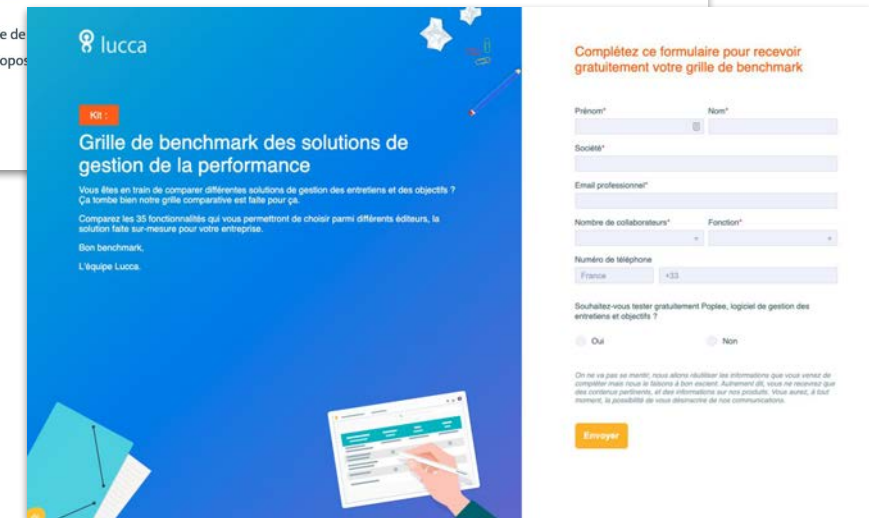 e de
opos
lucca
Kit :
Grille de benchmark des solutions de
gestion de la performance
Vous êtes en train de comparer différentes solutions de gestion des entretiens et des objectifs ?
Ça tombe bien notre grille comparative est faite pour ça.
Comparez les 35 fonctionnalités qui vous permettront de choisir parmi différents éditeurs, la
solution faite sur-mesure pour votre entreprise.
Bon benchmark,
L'équipe Lucca.
Complétez ce formulaire pour recevoir
gratuitement votre grille de benchmark
Prénom* Nom*
Société*
Email professionnel*
Nombre de collaborateurs* Fonction*
Numéro de téléphone
France +33
Souhaitez-vous tester gratuitement Poplee, logiciel de gestion des
entretiens et objectifs ?
Oui Non
On ne va pas se mentir, nous allons réutiliser les informations que vous venez de
compléter mais nous le faisons à bon escient. Autrement dit, vous ne recevrez que
des contenus pertinents, et des informations sur nos produits. Vous aurez, à tout
moment, la possibilité de vous désinscrire de nos communications.
Envoyer